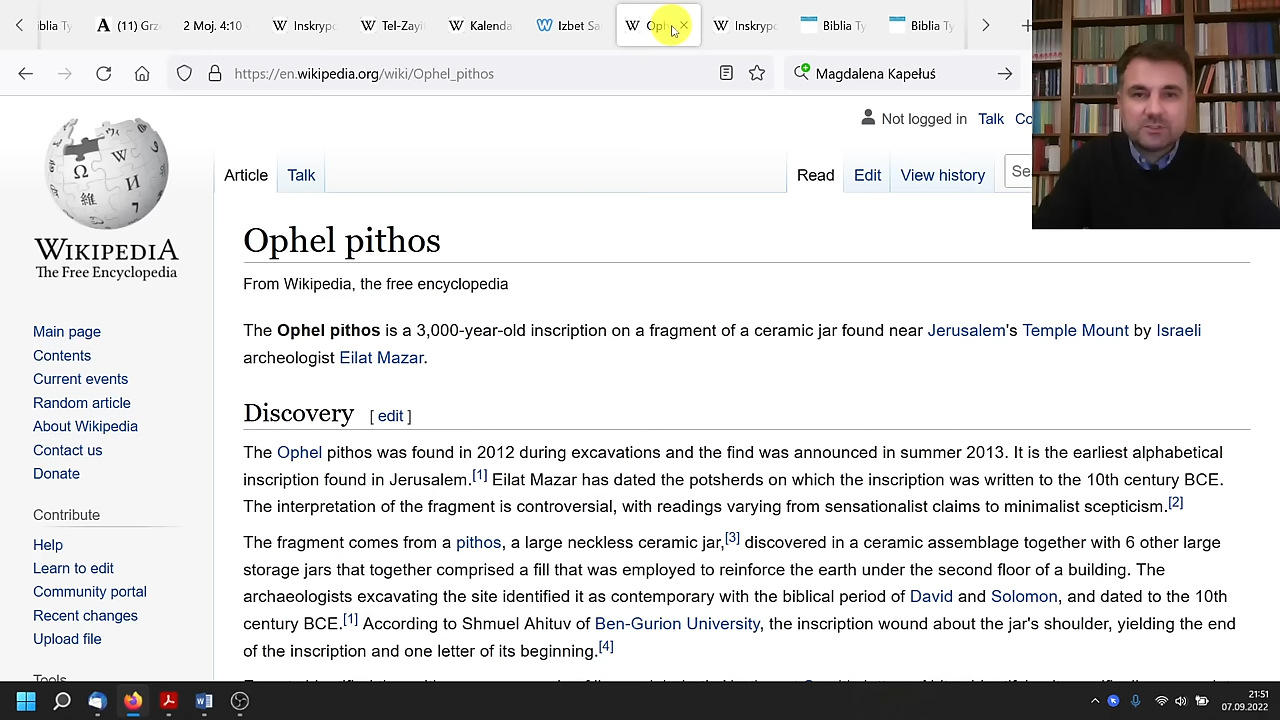 blia Ty
(11) Grz
2 Moj. 4:10
Inskryp
Tel-Zayi
Kalenda
Izbet Sa
Oph
Inskrypc
Biblia Ty
Biblia Ty
https://en.wikipedia.org/wiki/Ophel_pithos
Magdalena Kapełuś
Not logged in Talk Co
Article Talk Read Edit View history Se
WIKIPEDIA
The Free Encyclopedia
Main page
Contents
Current events
Random article
About Wikipedia
Contact us
Donate
Contribute
Help
Learn to edit
Community portal
Recent changes
Upload file
Tools
Ophel pithos
From Wikipedia, the free encyclopedia
The Ophel pithos is a 3,000-year-old inscription on a fragment of a ceramic jar found near Jerusalem's Temple Mount by Israeli
archeologist Eilat Mazar.
Discovery [ edit ]
The Ophel pithos was found in 2012 during excavations and the find was announced in summer 2013. It is the earliest alphabetical
inscription found in Jerusalem.[1] Eilat Mazar has dated the potsherds on which the inscription was written to the 10th century BCE.
The interpretation of the fragment is controversial, with readings varying from sensationalist claims to minimalist scepticism.[2]
The fragment comes from a pithos, a large neckless ceramic jar,[3] discovered in a ceramic assemblage together with 6 other large
storage jars that together comprised a fill that was employed to reinforce the earth under the second floor of a building. The
archaeologists excavating the site identified it as contemporary with the biblical period of David and Solomon, and dated to the 10th
century BCE.[1] According to Shmuel Ahituv of Ben-Gurion University, the inscription wound about the jar's shoulder, yielding the end
of the inscription and one letter of its beginning.[4]
21:51
07.09.2022